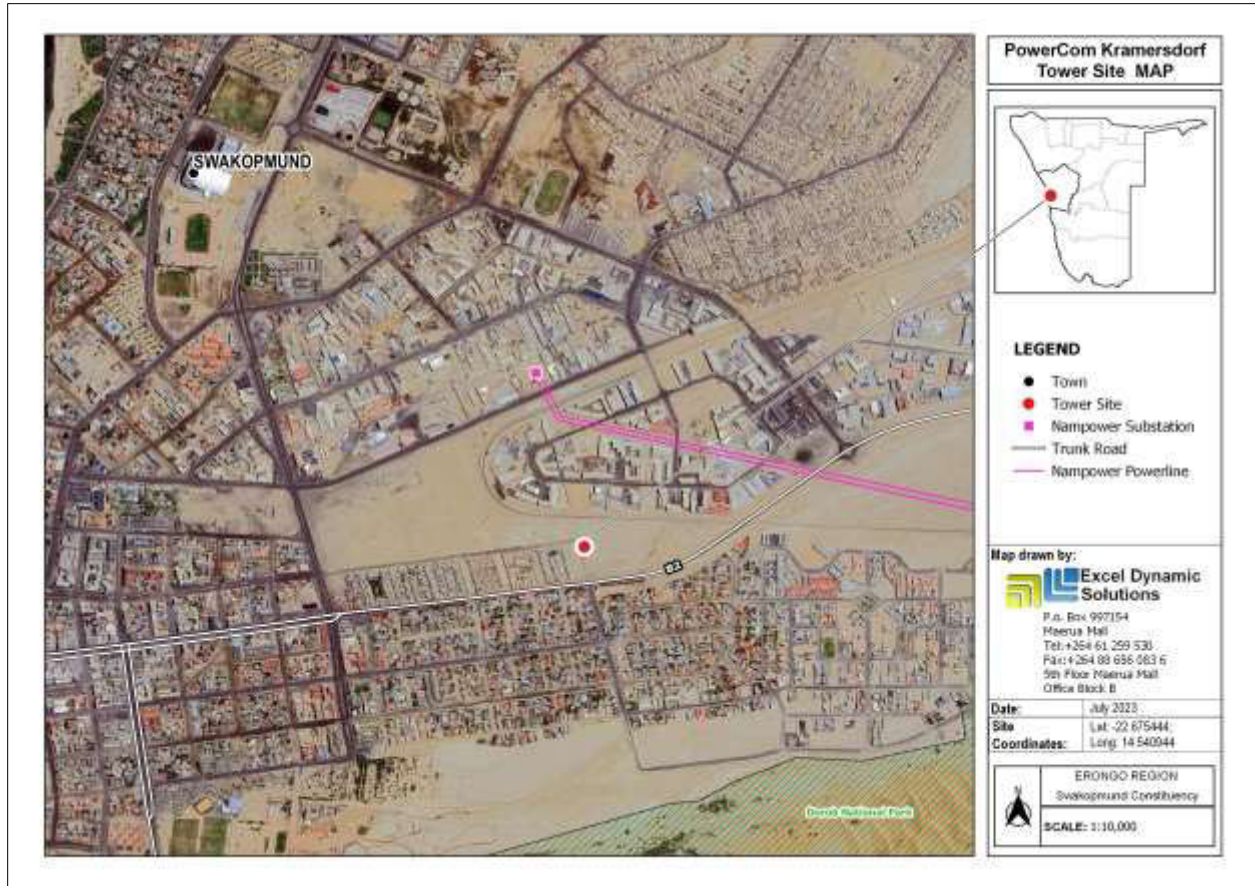 PowerCom Kramersdorf
Tower Site MAP
SWAKOPMUND
B2
Dorob National Park
LEGEND
Town
Tower Site
Nampower Substation
Trunk Road
Nampower Powerline
Map drawn by:
Excel Dynamic
Solutions
P.o. Box 997154
Maerua Mall
Tel:+264 61 259 530
Fax:+264 88 656 083 6
5th Floor Maerua Mall
Office Block B
Date: July 2023
Site Lat: -22.675444;
Coordinates: Long: 14.540944
N
ERONGO REGION
Swakopmund Constituency
SCALE: 1:10,000